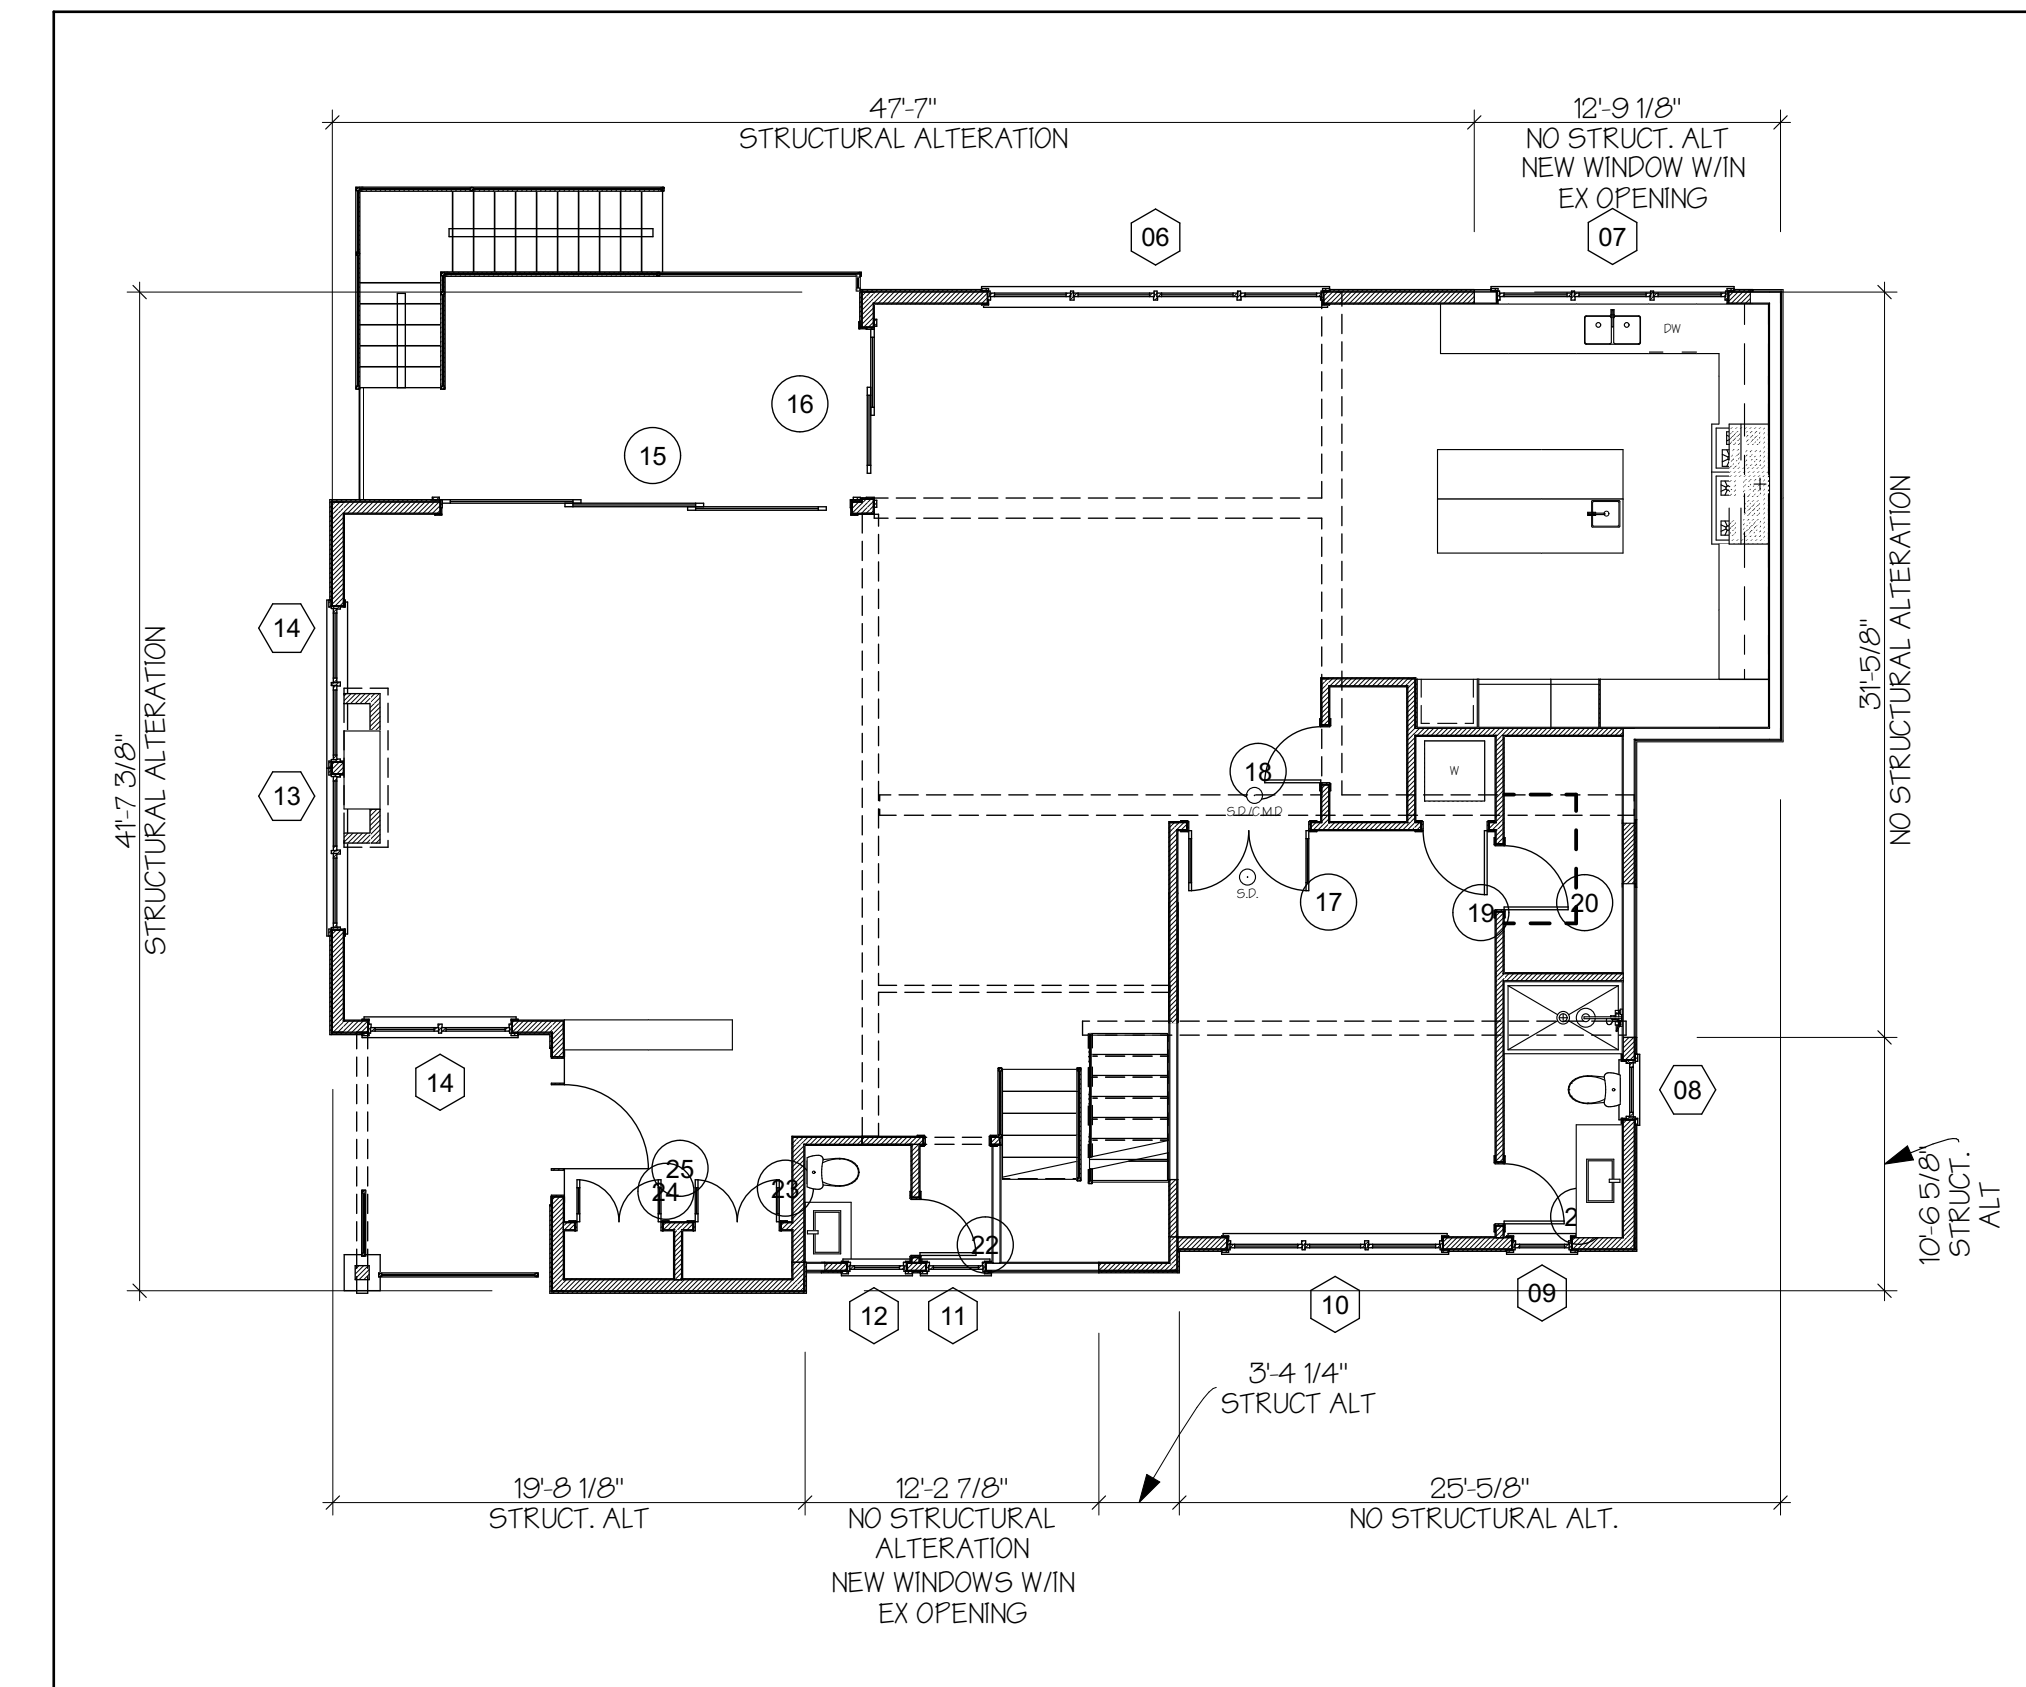 47'-7"
STRUCTURAL ALTERATION
12'-9 1/8"
NO STRUCT. ALT
NEW WINDOW W/IN
EX OPENING
06
07
DW
16
15
14
13
41'-7 3/8"
STRUCTURAL ALTERATION
31'-5/8"
NO STRUCTURAL ALTERATION
18
W
S.D./C.M.D
S.D.
17
19
20
14
08
25
24
23
22
2
10'-6 5/8"
STRUCT.
ALT
12
11
10
09
3'-4 1/4"
STRUCT ALT
19'-8 1/8"
STRUCT. ALT
12'-2 7/8"
NO STRUCTURAL
ALTERATION
NEW WINDOWS W/IN
EX OPENING
25'-5/8"
NO STRUCTURAL ALT.